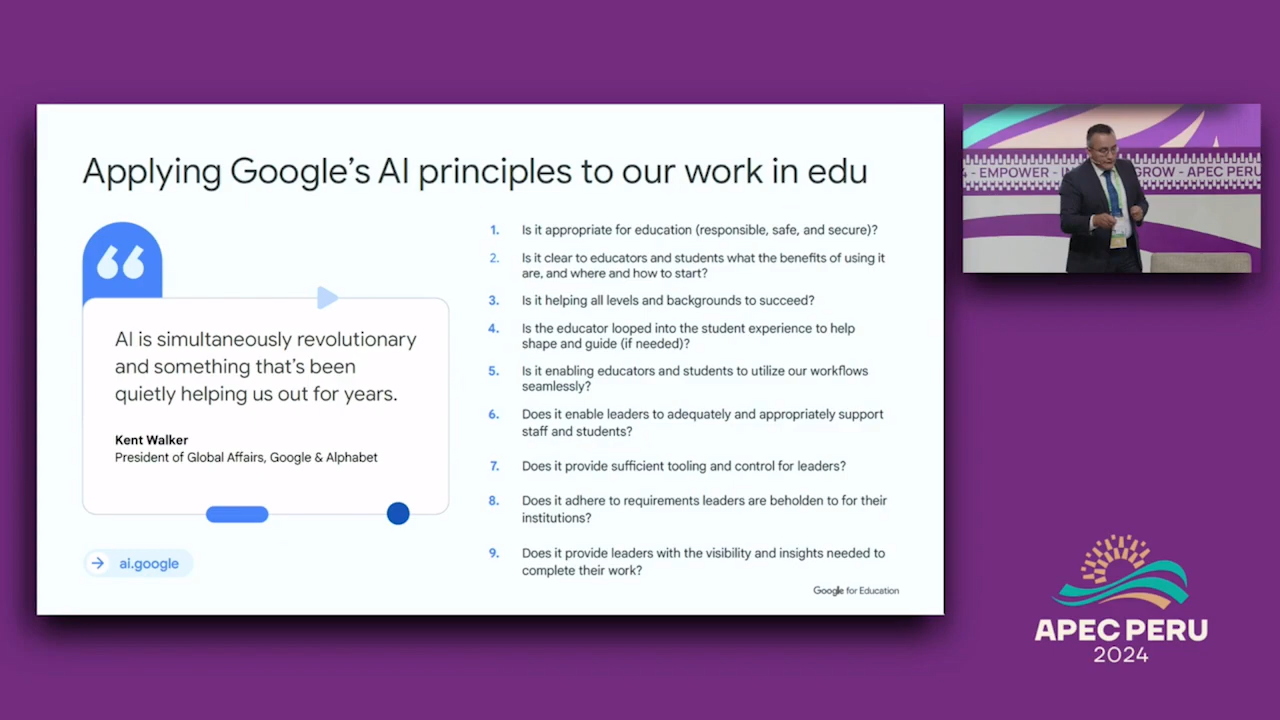 Applying Google's AI principles to our work in edu
“
AI is simultaneously revolutionary
and something that's been
quietly helping us out for years.
Kent Walker
President of Global Affairs, Google & Alphabet
ai.google
1. Is it appropriate for education (responsible, safe, and secure)?
2. Is it clear to educators and students what the benefits of using it
are, and where and how to start?
3. Is it helping all levels and backgrounds to succeed?
4. Is the educator looped into the student experience to help
shape and guide (if needed)?
5. Is it enabling educators and students to utilize our workflows
seamlessly?
6. Does it enable leaders to adequately and appropriately support
staff and students?
7. Does it provide sufficient tooling and control for leaders?
8. Does it adhere to requirements leaders are beholden to for their
institutions?
9. Does it provide leaders with the visibility and insights needed to
complete their work?
Google for Education
- EMPOWER - GROW - APEC PERU
APEC PERU
2024